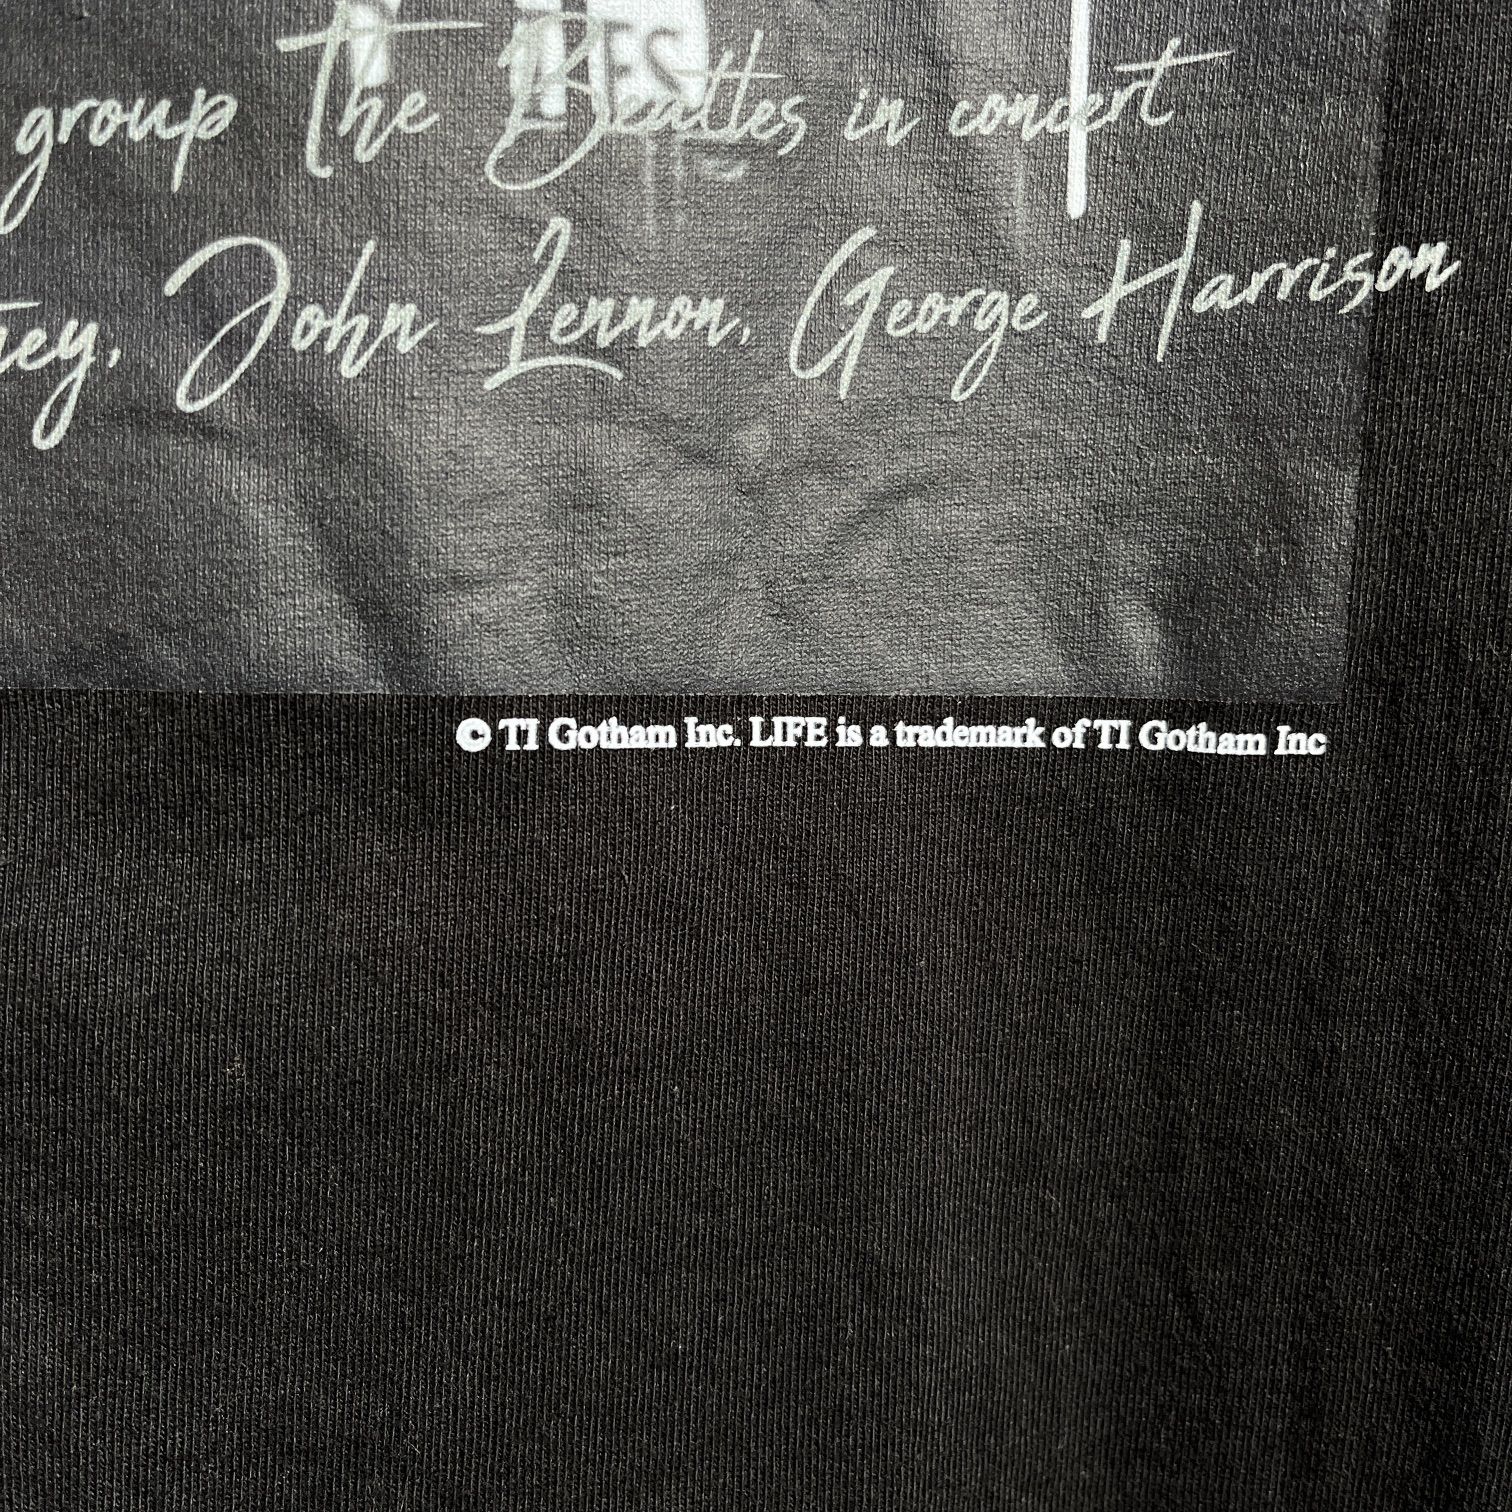 group The Beatles in concert
ey, John Lennon, George Harrison
© TI Gotham Inc. LIFE is a trademark of TI Gotham Inc